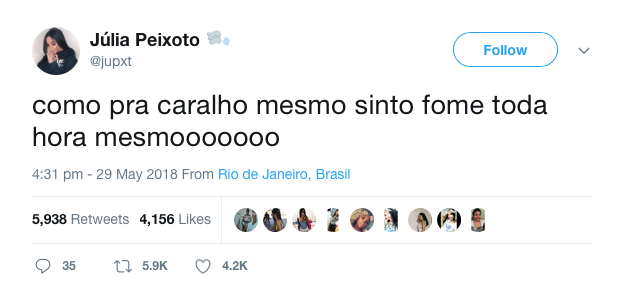 Júlia Peixoto
@jupxt
Follow
como pra caralho mesmo sinto fome toda
hora mesmooooooo
4:31 pm - 29 May 2018 From Rio de Janeiro, Brasil
5,938 Retweets 4,156 Likes
35 5.9K 4.2K